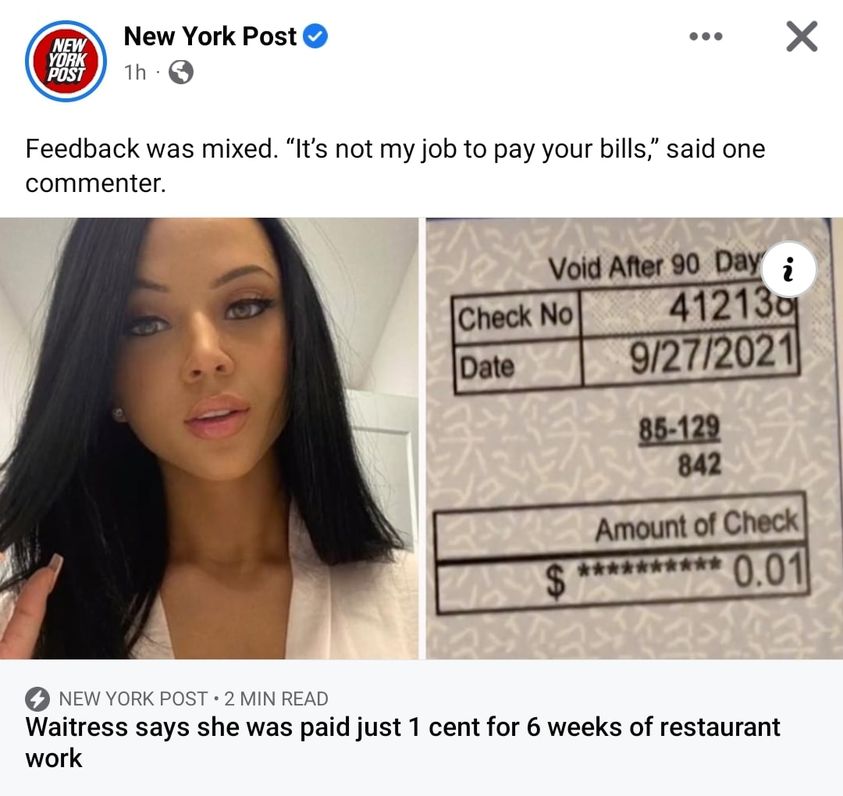 NEW
YORK
POST
New York Post
1h ·
Feedback was mixed. “It’s not my job to pay your bills,” said one
commenter.
Void After 90 Day
i
Check No 412138
Date 9/27/2021
85-129
842
Amount of Check
$ ********** 0.01
NEW YORK POST • 2 MIN READ
Waitress says she was paid just 1 cent for 6 weeks of restaurant
work